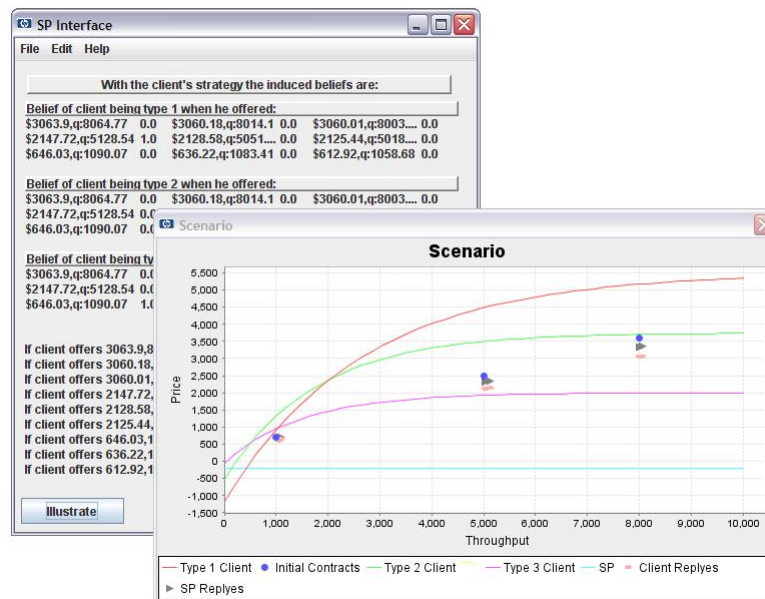 SP Interface
File Edit Help
With the client's strategy the induced beliefs are:
Belief of client being type 1 when he offered:
$3063.9,q:8064.77 0.0 $3060.18,q:8014.1 0.0 $3060.01,q:8003.... 0.0
$2147.72,q:5128.54 1.0 $2128.58,q:5051.... 0.0 $2125.44,q:5018.... 0.0
$646.03,q:1090.07 0.0 $636.22,q:1083.41 0.0 $612.92,q:1058.68 0.0
Belief of client being type 2 when he offered:
$3063.9,q:8064.77 0.0 $3060.18,q:8014.1 0.0 $3060.01,q:8003.... 0.0
$2147.72,q:5128.54 0.0
$646.03,q:1090.07 0.0
Belief of client being ty
$3063.9,q:8064.77 0.0
$2147.72,q:5128.54 0.0
$646.03,q:1090.07 1.0
If client offers 3063.9,8
If client offers 3060.18,
If client offers 3060.01,
If client offers 2147.72,
If client offers 2128.58,
If client offers 2125.44,
If client offers 646.03,1
If client offers 636.22,1
If client offers 612.92,1
Illustrate
Scenario
Scenario
5,500
5,000
4,500
4,000
3,500
3,000
2,500
2,000
1,500
1,000
500
0
-500
-1,000
-1,500
Price
0 1,000 2,000 3,000 4,000 5,000 6,000 7,000 8,000 9,000 10,000
Throughput
Type 1 Client Initial Contracts Type 2 Client Type 3 Client SP Client Replyes
SP Replyes